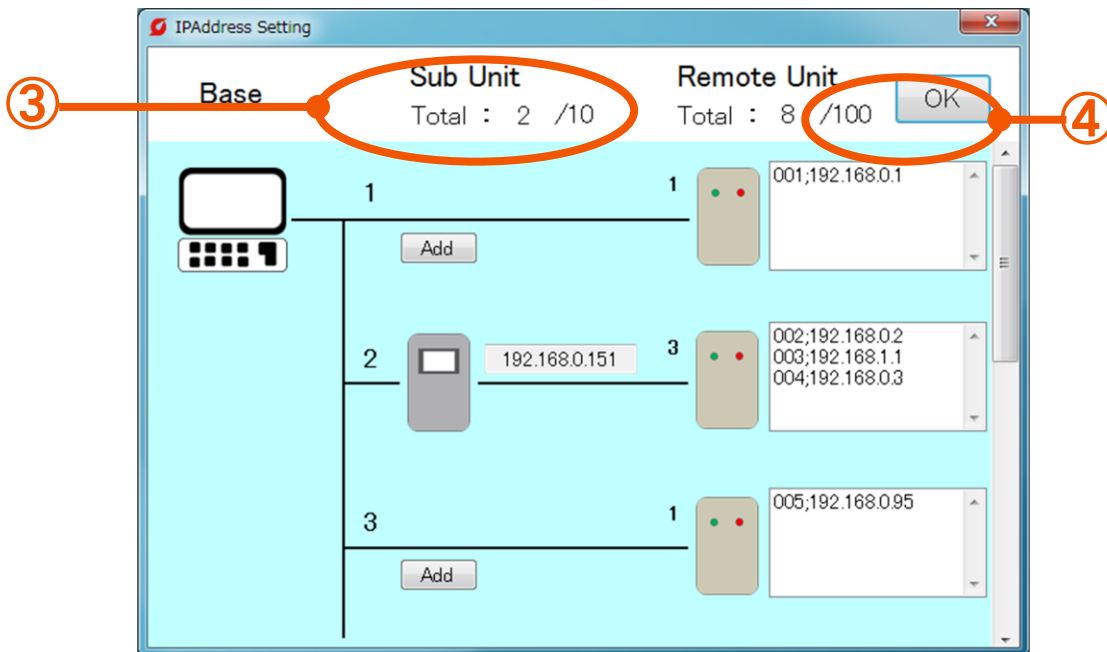 IPAddress Setting
③
Base
Sub Unit
Total : 2 /10
Remote Unit
Total : 8 /100
OK
④
1
Add
1
001;192.168.0.1
2
192.168.0.151
3
002;192.168.0.2
003;192.168.1.1
004;192.168.0.3
3
Add
1
005;192.168.0.95